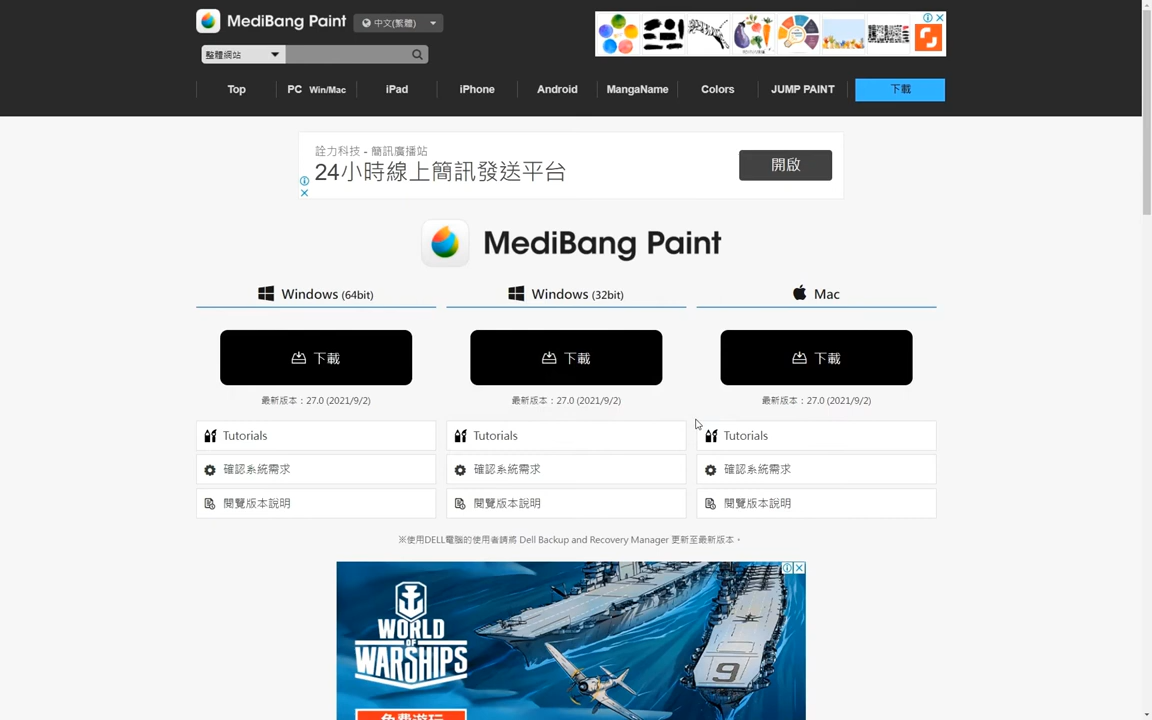 MediBang Paint
中文(繁體)
整體網站
Top
PC Win/Mac
iPad
iPhone
Android
MangaName
Colors
JUMP PAINT
下載
詮力科技 - 簡訊廣播站
24小時線上簡訊發送平台
開啟
MediBang Paint
Windows (64bit)
Windows (32bit)
Mac
下載
下載
下載
最新版本：27.0 (2021/9/2)
最新版本：27.0 (2021/9/2)
最新版本：27.0 (2021/9/2)
Tutorials
Tutorials
Tutorials
確認系統需求
確認系統需求
確認系統需求
閱覽版本說明
閱覽版本說明
閱覽版本說明
※使用DELL電腦的使用者請將 Dell Backup and Recovery Manager 更新至最新版本。
WORLD
OF
WARSHIPS
9
免費遊玩